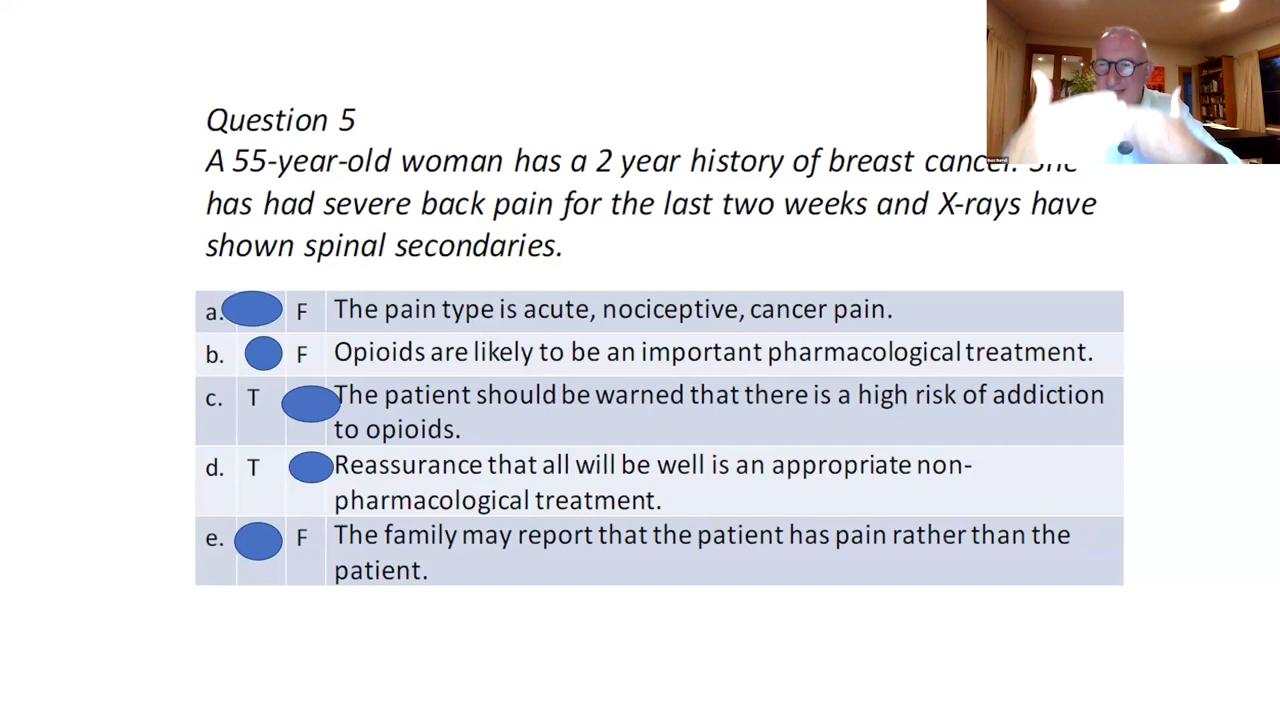 Question 5
A 55-year-old woman has a 2 year history of breast cancer. She
has had severe back pain for the last two weeks and X-rays have
shown spinal secondaries.
a. F The pain type is acute, nociceptive, cancer pain.
b. F Opioids are likely to be an important pharmacological treatment.
c. T The patient should be warned that there is a high risk of addiction
to opioids.
d. T Reassurance that all will be well is an appropriate non-
pharmacological treatment.
e. F The family may report that the patient has pain rather than the
patient.